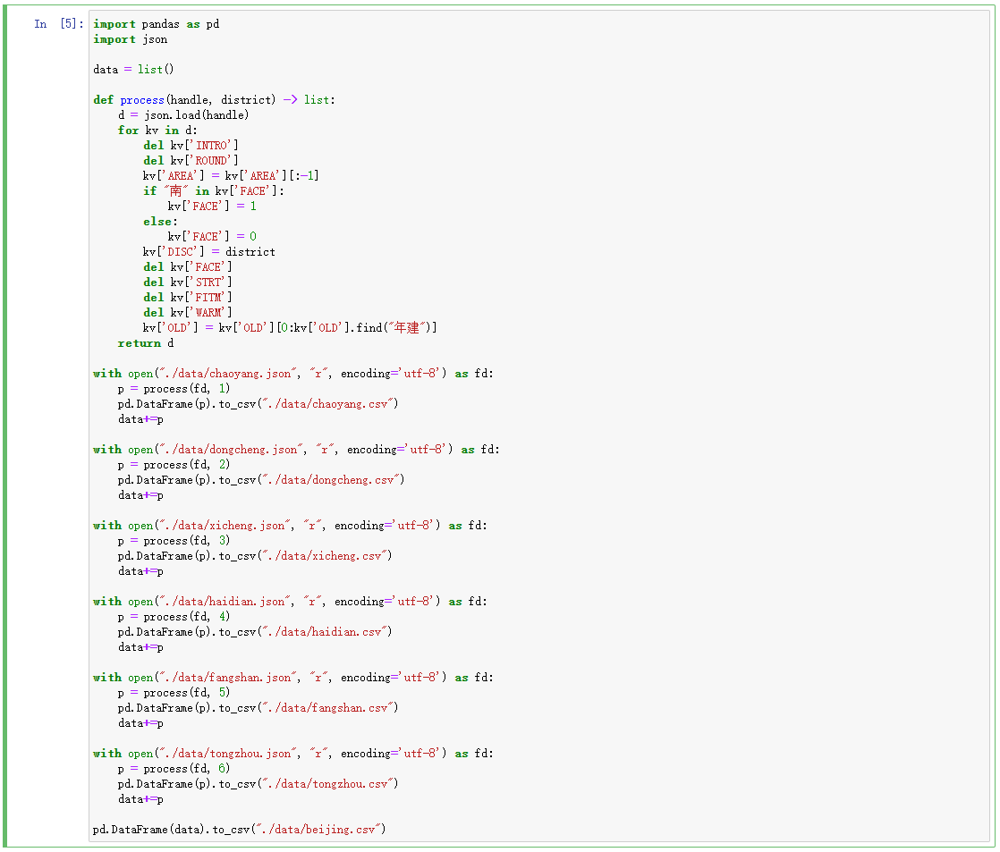 In [5]: import pandas as pd
import json
data = list()
def process(handle, district) -> list:
    d = json.load(handle)
    for kv in d:
        del kv['INTRO']
        del kv['ROUND']
        kv['AREA'] = kv['AREA'][:-1]
        if "南" in kv['FACE']:
            kv['FACE'] = 1
        else:
            kv['FACE'] = 0
        kv['DISC'] = district
        del kv['FACE']
        del kv['STRT']
        del kv['FITM']
        del kv['WARM']
        kv['OLD'] = kv['OLD'][0:kv['OLD'].find("年建")]
    return d
with open("./data/chaoyang.json", "r", encoding='utf-8') as fd:
    p = process(fd, 1)
    pd.DataFrame(p).to_csv("./data/chaoyang.csv")
    data+=p
with open("./data/dongcheng.json", "r", encoding='utf-8') as fd:
    p = process(fd, 2)
    pd.DataFrame(p).to_csv("./data/dongcheng.csv")
    data+=p
with open("./data/xicheng.json", "r", encoding='utf-8') as fd:
    p = process(fd, 3)
    pd.DataFrame(p).to_csv("./data/xicheng.csv")
    data+=p
with open("./data/haidian.json", "r", encoding='utf-8') as fd:
    p = process(fd, 4)
    pd.DataFrame(p).to_csv("./data/haidian.csv")
    data+=p
with open("./data/fangshan.json", "r", encoding='utf-8') as fd:
    p = process(fd, 5)
    pd.DataFrame(p).to_csv("./data/fangshan.csv")
    data+=p
with open("./data/tongzhou.json", "r", encoding='utf-8') as fd:
    p = process(fd, 6)
    pd.DataFrame(p).to_csv("./data/tongzhou.csv")
    data+=p
pd.DataFrame(data).to_csv("./data/beijing.csv")